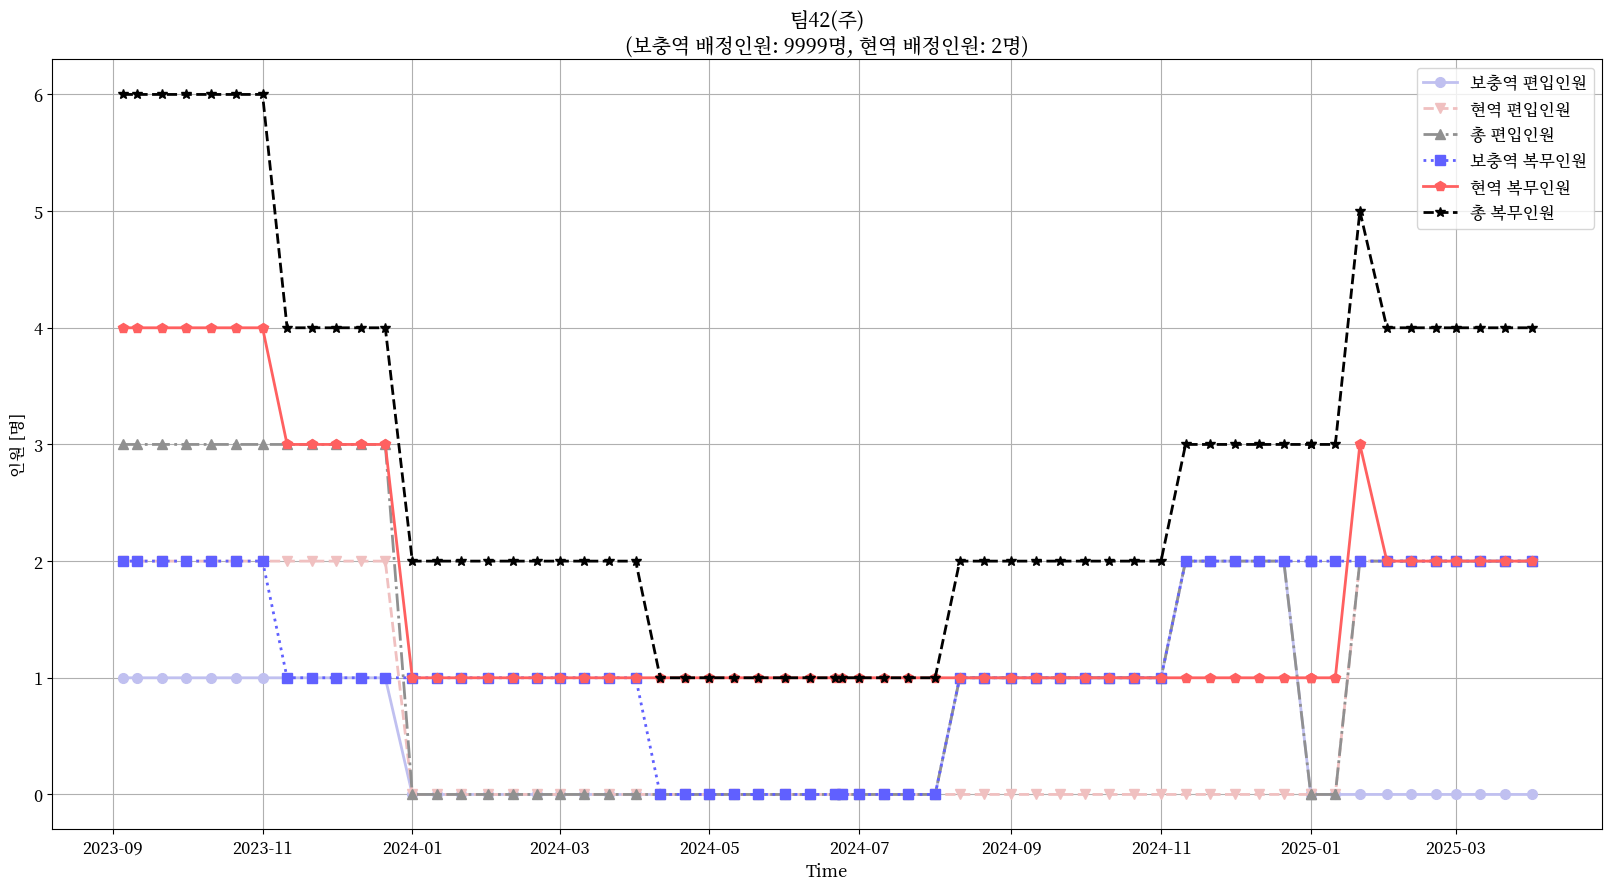 팀42(주)
(보충역 배정인원: 9999명, 현역 배정인원: 2명)
보충역 편입인원
현역 편입인원
총 편입인원
보충역 복무인원
현역 복무인원
총 복무인원
인원 [명]
6
5
4
3
2
1
0
2023-09
2023-11
2024-01
2024-03
2024-05
2024-07
2024-09
2024-11
2025-01
2025-03
Time